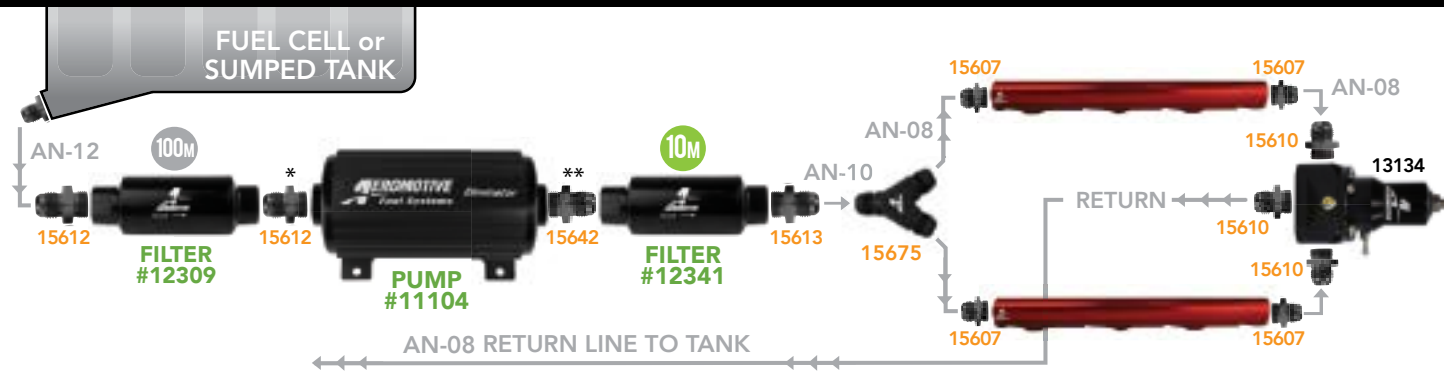 FUEL CELL or
SUMPED TANK
AN-12
15612
100M
FILTER
#12309
*
15612
AEROMOTIVE
Fuel Systems
Eliminator
PUMP
#11104
**
15642
10M
FILTER
#12341
15613
AN-10
15675
AN-08
15607
15607
AN-08
15610
13134
RETURN
15610
15610
15607
15607
AN-08 RETURN LINE TO TANK